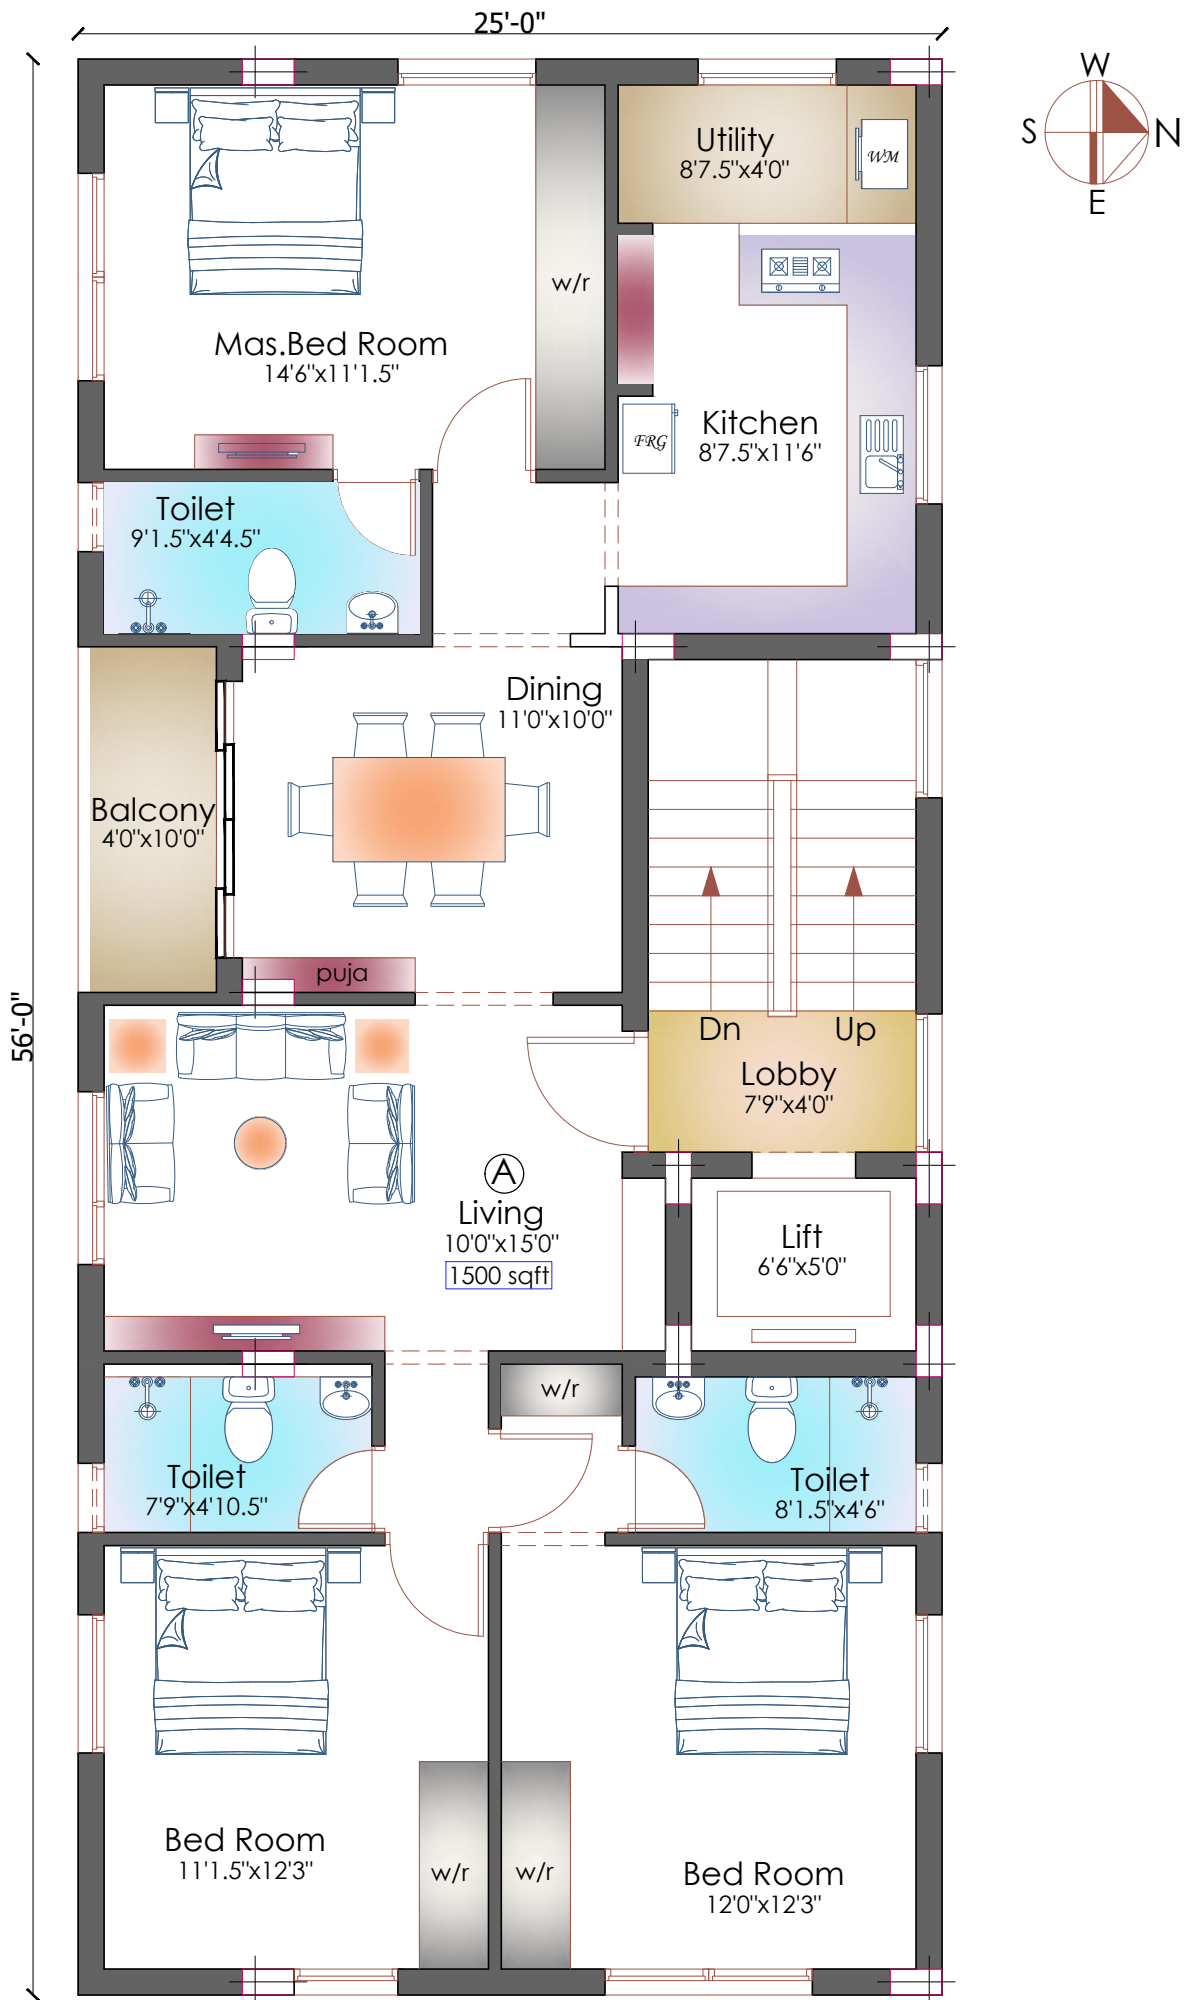 25'-0"
W
S
N
E
Utility
8'7.5"x4'0"
WM
w/r
Mas.Bed Room
14'6"x11'1.5"
Kitchen
8'7.5"x11'6"
FRG
Toilet
9'1.5"x4'4.5"
Dining
11'0"x10'0"
Balcony
4'0"x10'0"
puja
56'-0"
Dn
Up
Lobby
7'9"x4'0"
A
Living
10'0"x15'0"
1500 sqft
Lift
6'6"x5'0"
w/r
Toilet
7'9"x4'10.5"
Toilet
8'1.5"x4'6"
Bed Room
11'1.5"x12'3"
w/r
w/r
Bed Room
12'0"x12'3"